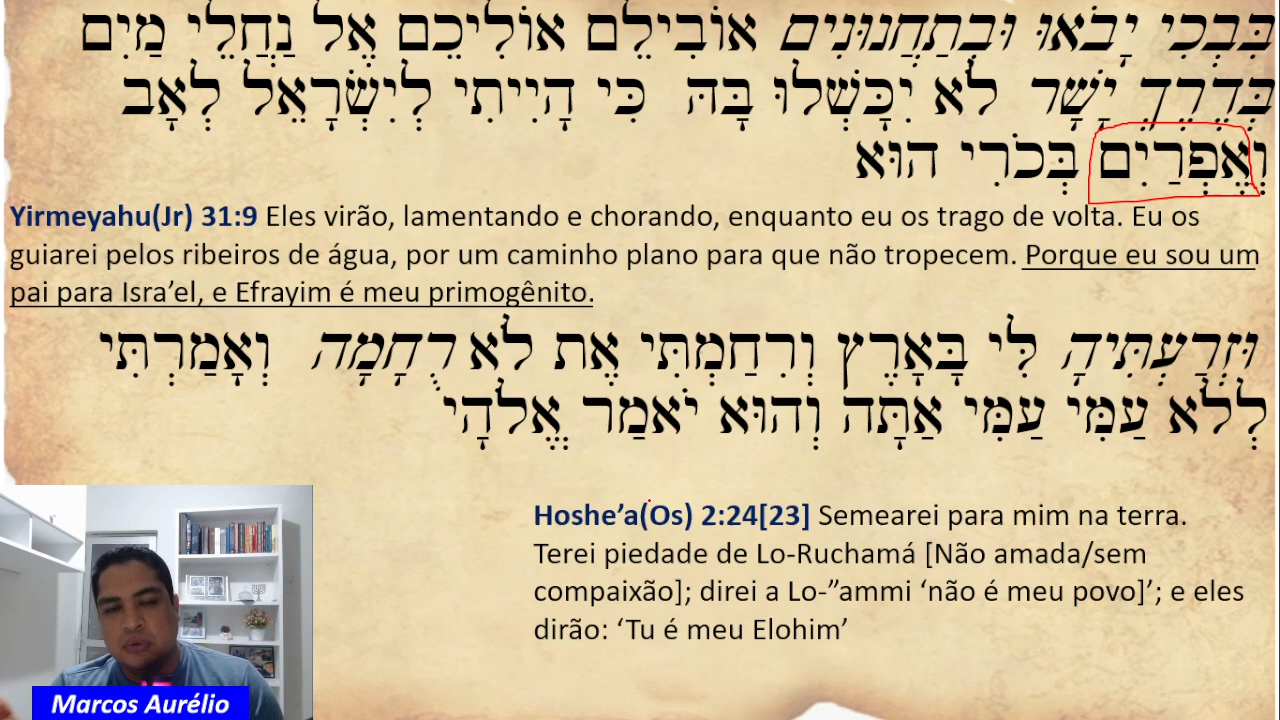 בִּבְכִי יָבֹאוּ וּבְתַחֲנוּנִים אוֹבִילֵם אוֹלִיכֵם אֶל נַחֲלֵי מַיִם
בְּדֶרֶךְ יָשָׁר לֹא יִכָּשְׁלוּ בָּהּ כִּי הָיִיתִי לְיִשְׂרָאֵל לְאָב
וְאֶפְרַיִם בְּכֹרִי הוּא
Yirmeyahu(Jr) 31:9 Eles virão, lamentando e chorando, enquanto eu os trago de volta. Eu os
guiarei pelos ribeiros de água, por um caminho plano para que não tropecem. Porque eu sou um
pai para Isra’el, e Efrayim é meu primogênito.
וּזְרַעְתִּיהָ לִּי בָּאָרֶץ וְרִחַמְתִּי אֶת לֹא רֻחָמָה וְאָמַרְתִּי
לְלֹא עַמִּי עַמִּי אַתָּה וְהוּא יֹאמַר אֱלֹהָי
Hoshe’a(Os) 2:24[23] Semearei para mim na terra.
Terei piedade de Lo-Ruchamá [Não amada/sem
compaixão]; direi a Lo-”ammi ‘não é meu povo]’; e eles
dirão: ‘Tu é meu Elohim’
Marcos Aurélio